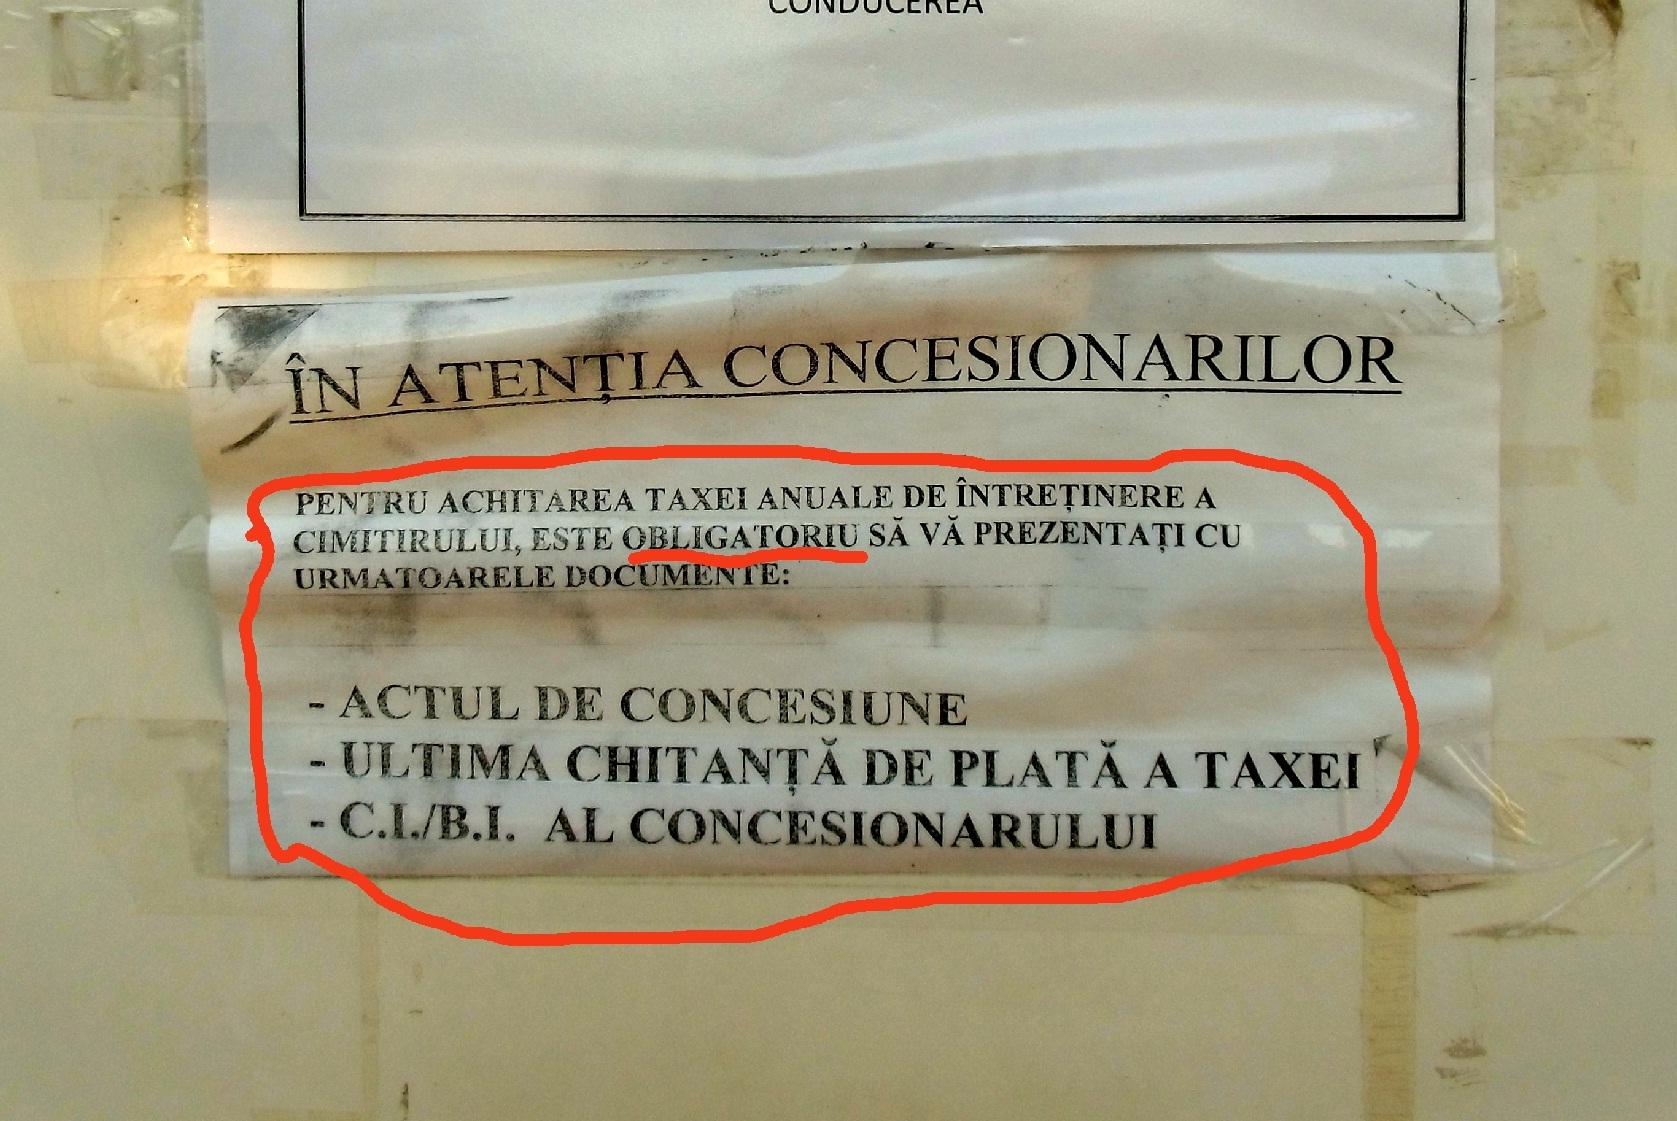 CONDUCEREA
ÎN ATENȚIA CONCESIONARILOR
PENTRU ACHITAREA TAXEI ANUALE DE ÎNTREȚINERE A
CIMITIRULUI, ESTE OBLIGATORIU SĂ VĂ PREZENTAȚI CU
URMATOARELE DOCUMENTE:
- ACTUL DE CONCESIUNE
- ULTIMA CHITANȚĂ DE PLATĂ A TAXEI
- C.I./B.I. AL CONCESIONARULUI